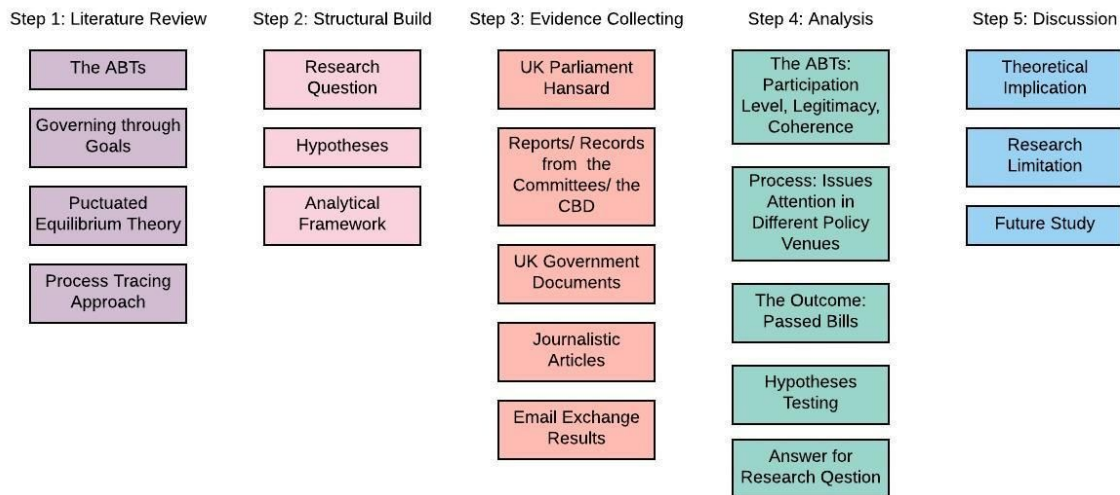 Step 1: Literature Review
The ABTs
Governing through
Goals
Puctuated
Equilibrium Theory
Process Tracing
Approach
Step 2: Structural Build
Research
Question
Hypotheses
Analytical
Framework
Step 3: Evidence Collecting
UK Parliament
Hansard
Reports/ Records
from the
Committees/ the
CBD
UK Government
Documents
Journalistic
Articles
Email Exchange
Results
Step 4: Analysis
The ABTs:
Participation
Level, Legitimacy,
Coherence
Process: Issues
Attention in
Different Policy
Venues
The Outcome:
Passed Bills
Hypotheses
Testing
Answer for
Research Qestion
Step 5: Discussion
Theoretical
Implication
Research
Limitation
Future Study